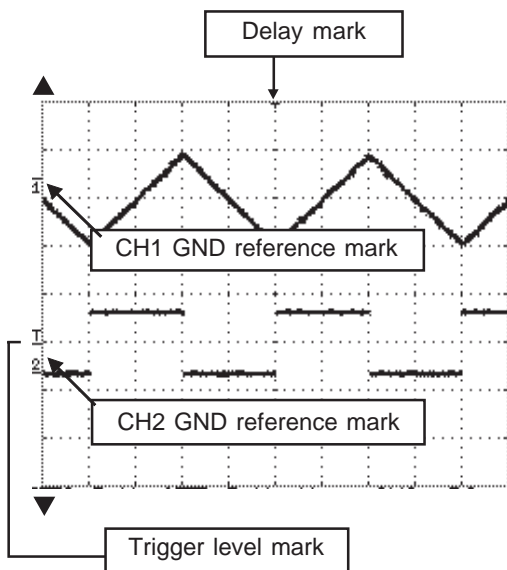 Delay mark
1
CH1 GND reference mark
T
2
CH2 GND reference mark
Trigger level mark